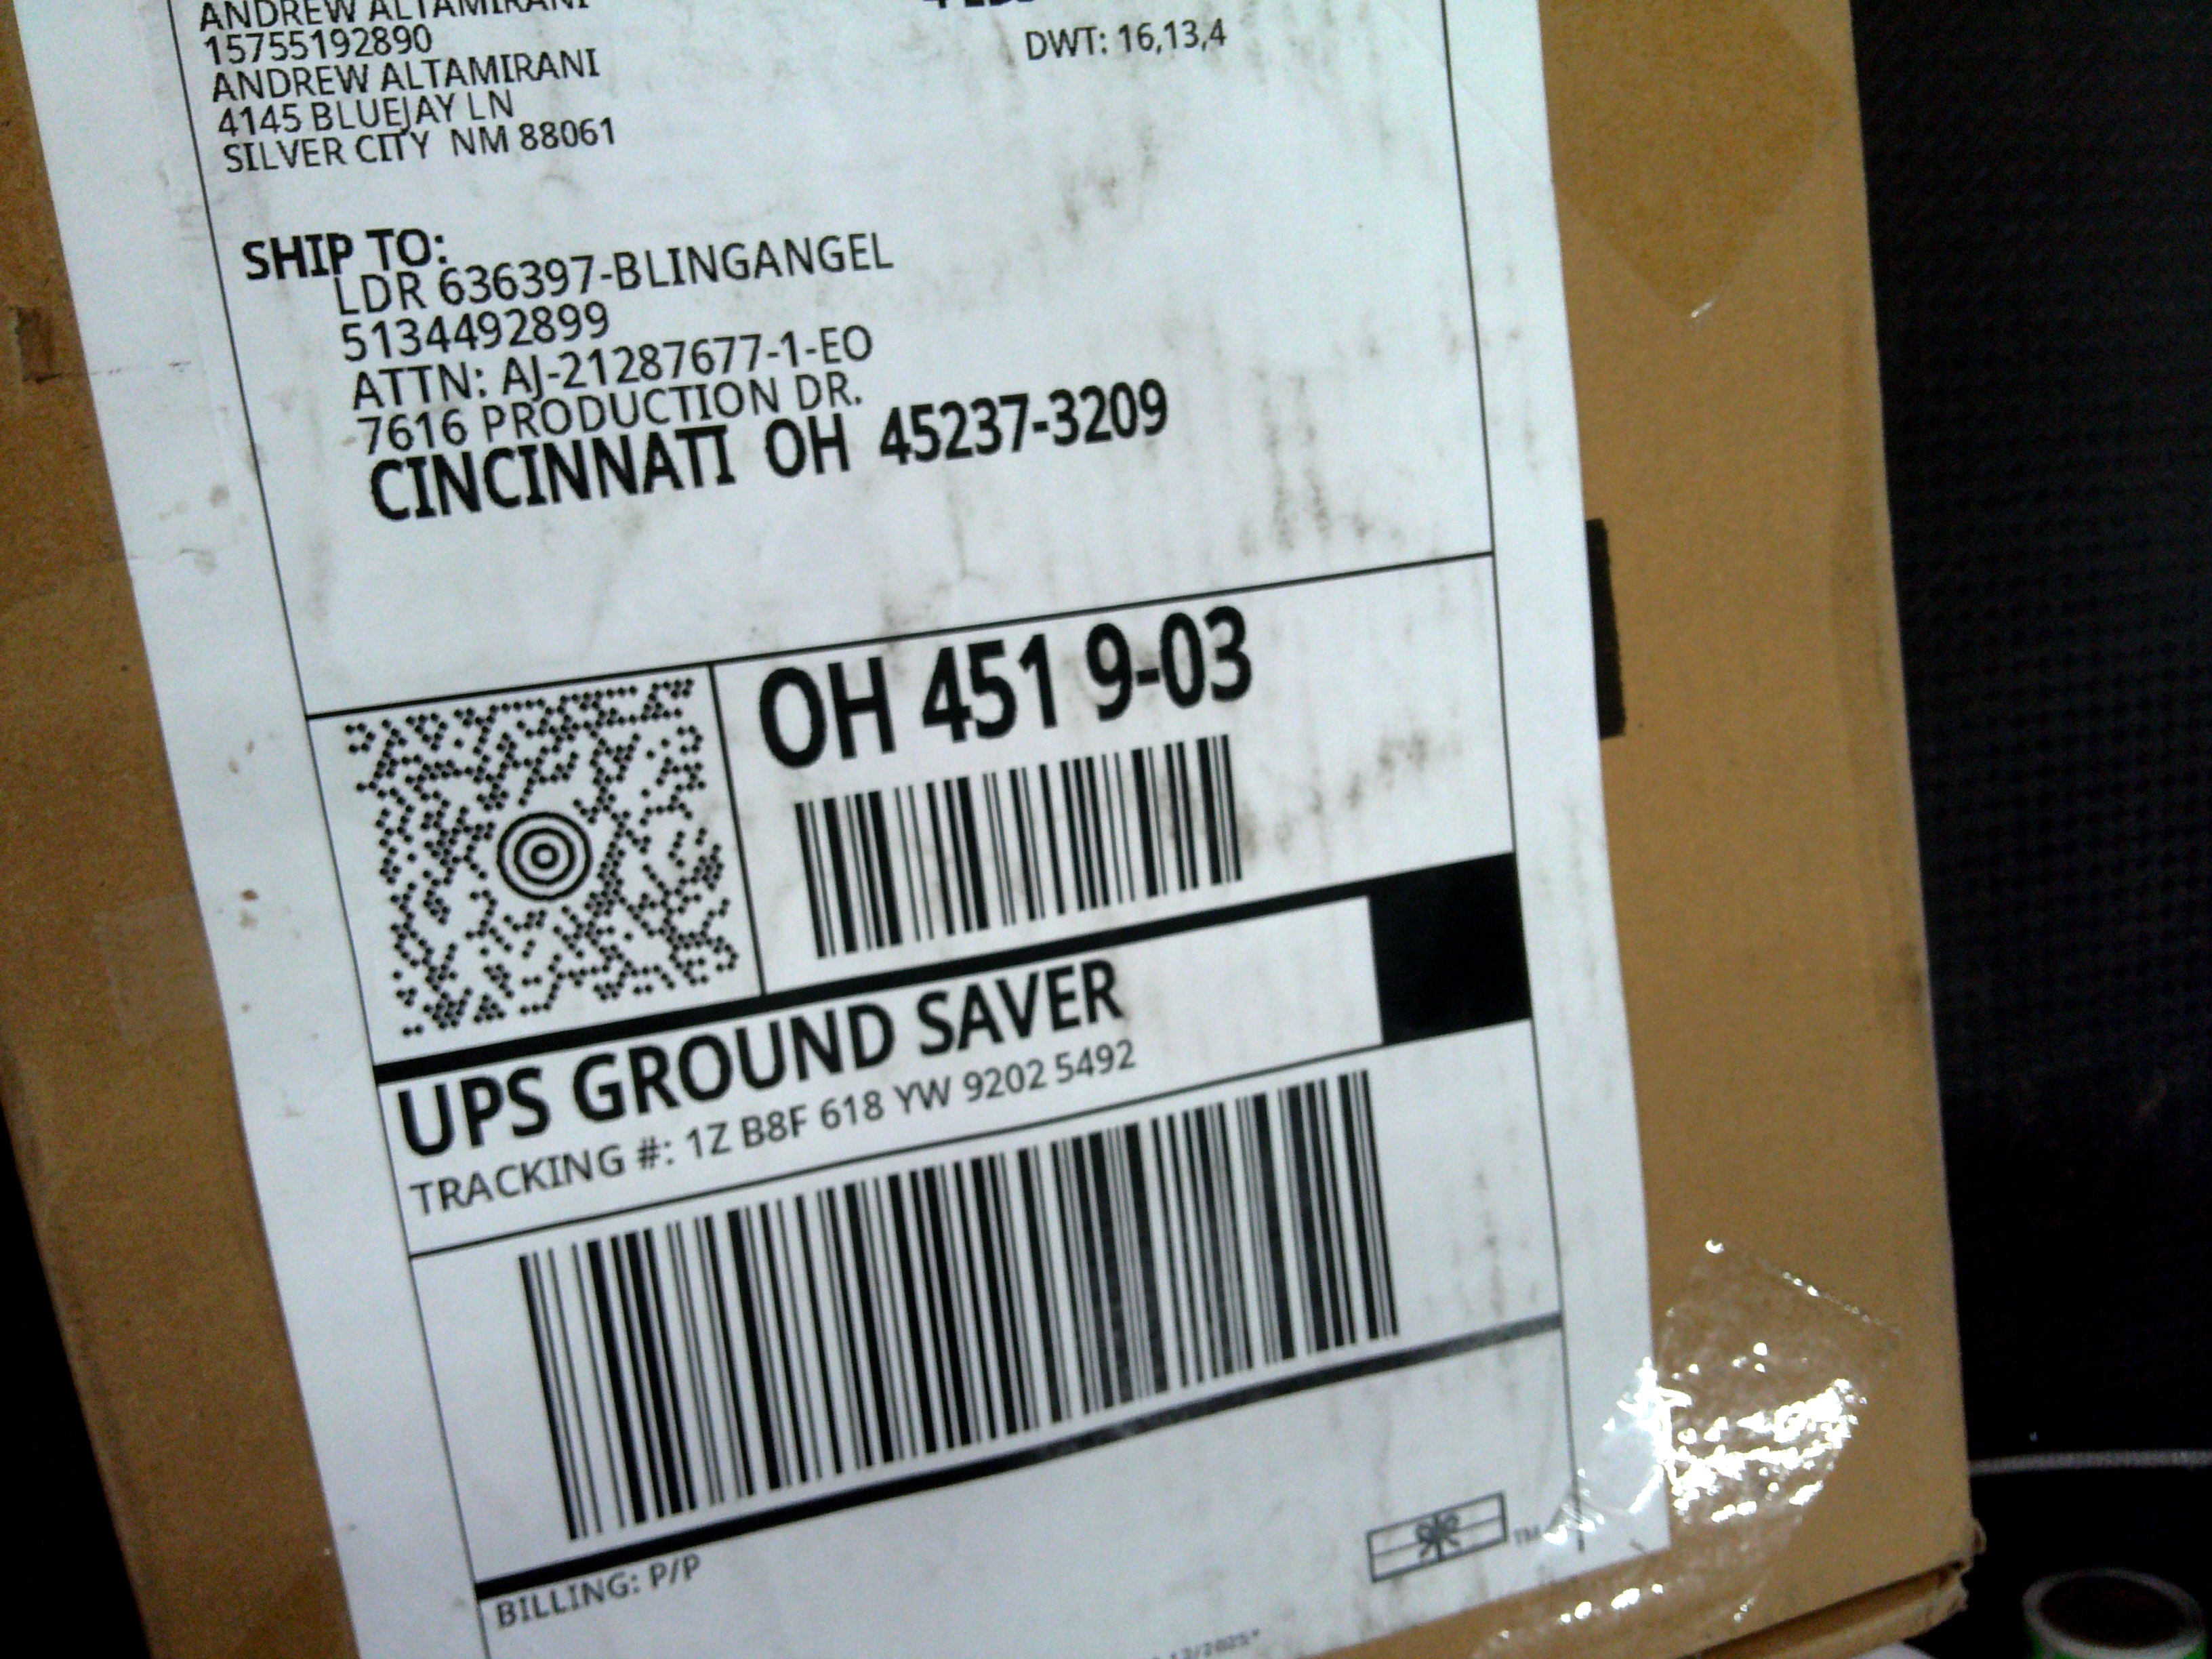 ANDREW ALTAMIRANI
15755192890
ANDREW ALTAMIRANI
4145 BLUEJAY LN
SILVER CITY NM 88061
DWT: 16,13,4
SHIP TO:
LDR 636397-BLINGANGEL
5134492899
ATTN: AJ-21287677-1-EO
7616 PRODUCTION DR.
CINCINNATI OH 45237-3209
OH 451 9-03
UPS GROUND SAVER
TRACKING #: 1Z B8F 618 YW 9202 5492
BILLING: P/P
TM